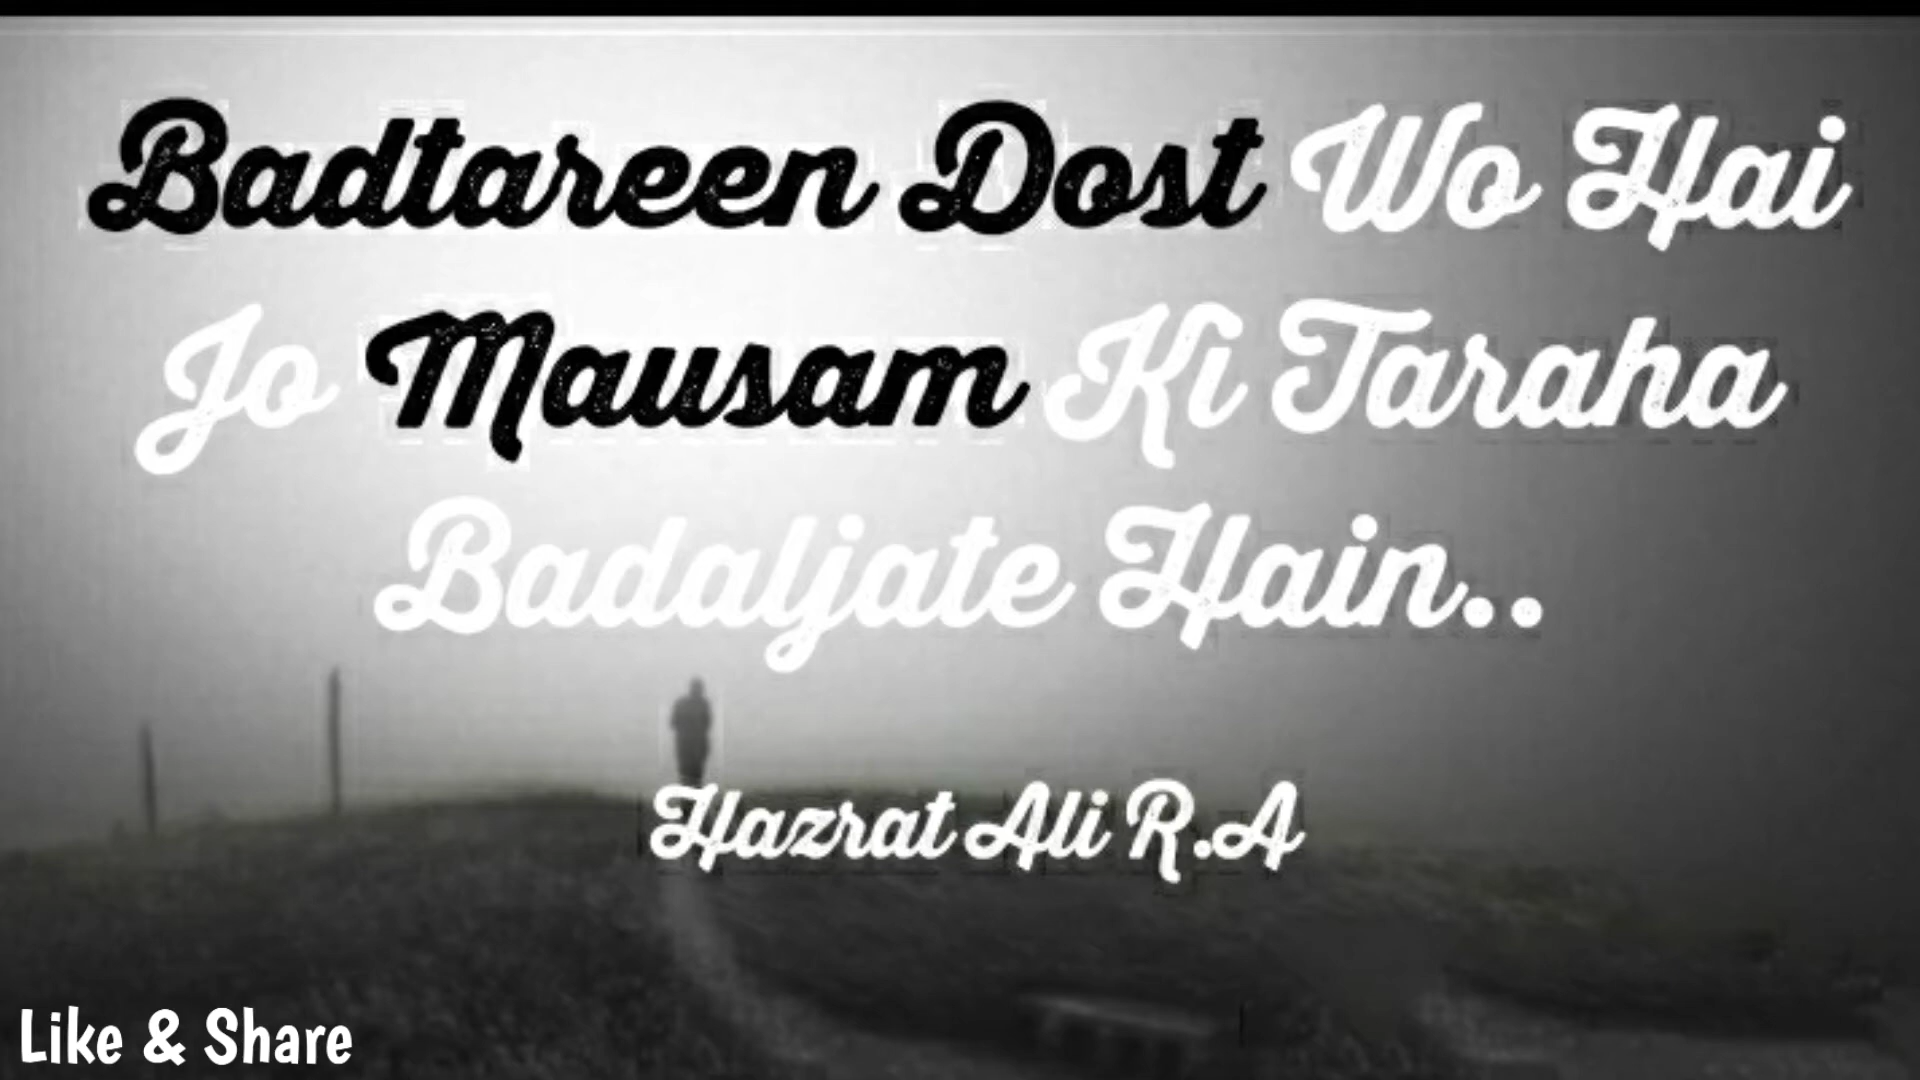 Badtareen Dost Wo Hai
Jo Mausam Ki Taraha
Badaljate Hain..
Hazrat Ali R.A
Like & Share